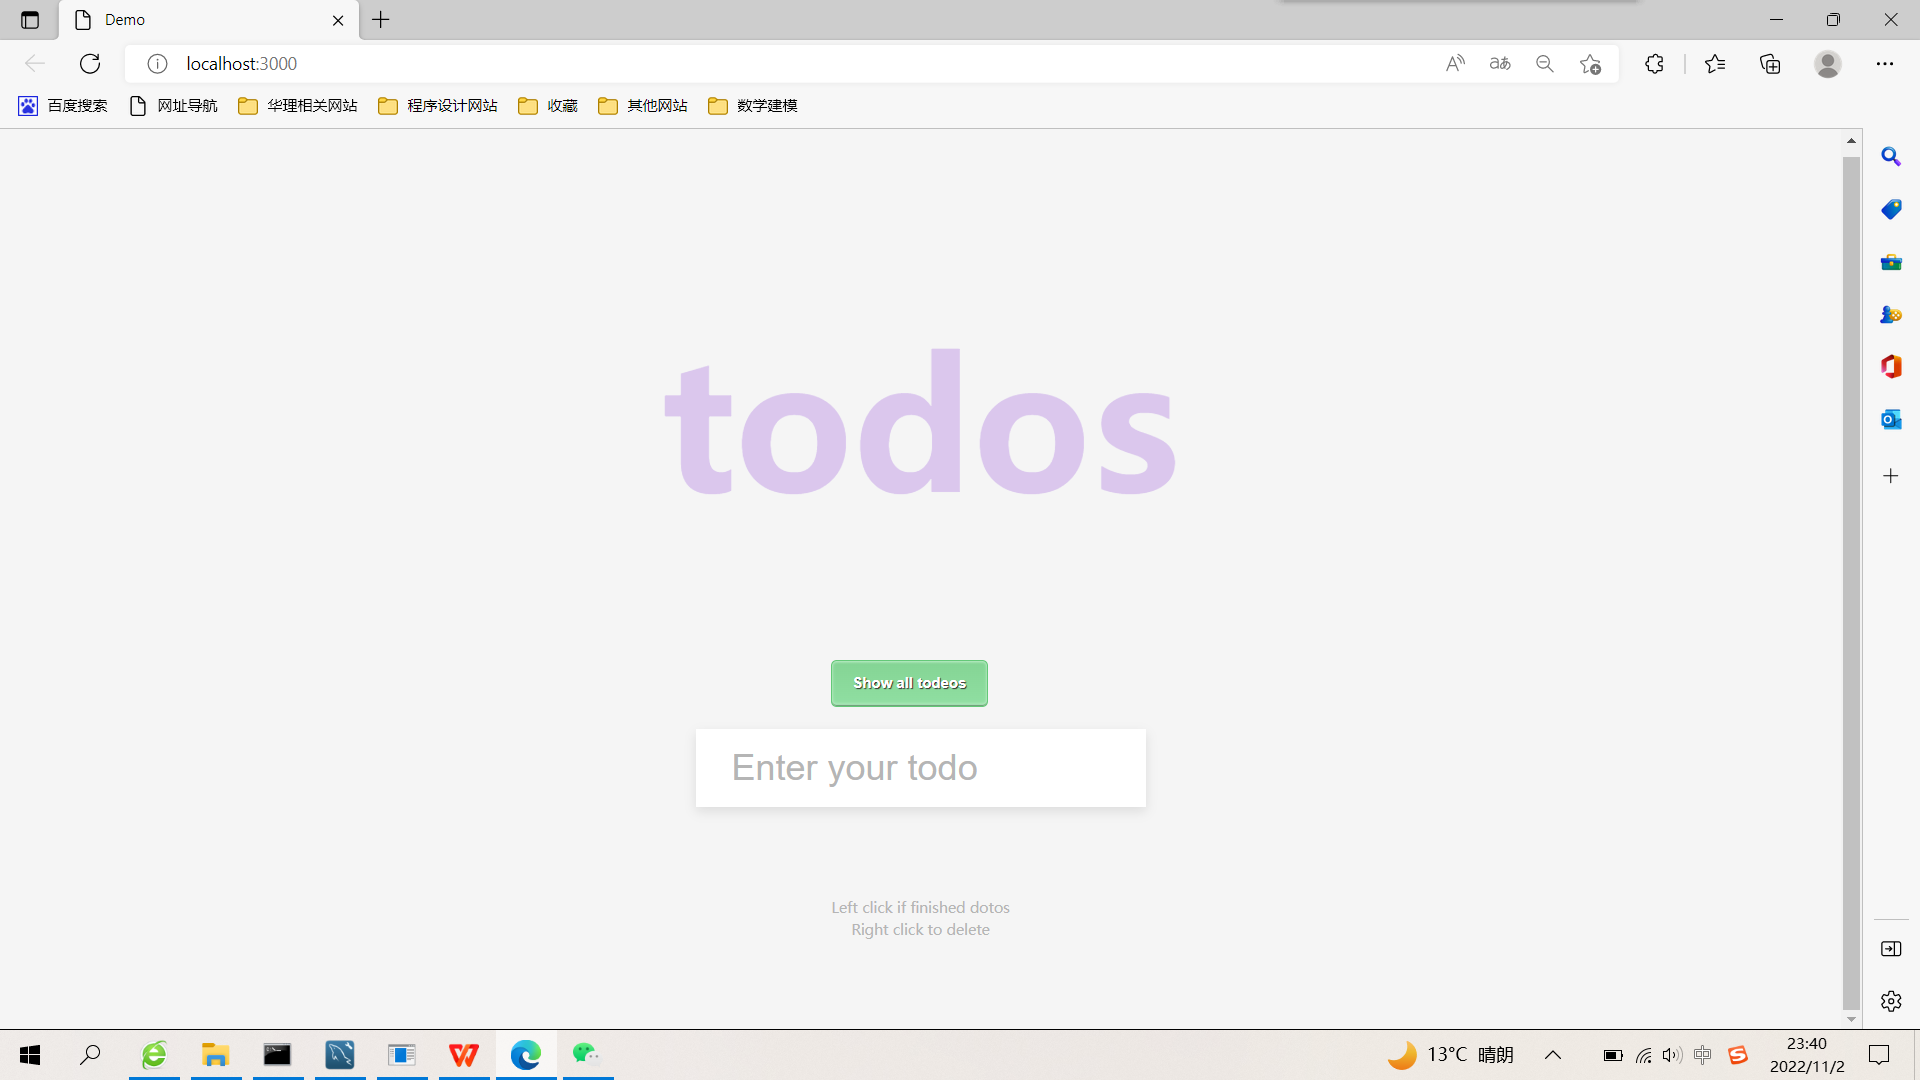 Demo
localhost:3000
百度搜索 网址导航 华理相关网站 程序设计网站 收藏 其他网站 数学建模
todos
Show all todeos
Enter your todo
Left click if finished dotos
Right click to delete
13°C 晴朗
中
23:40
2022/11/2